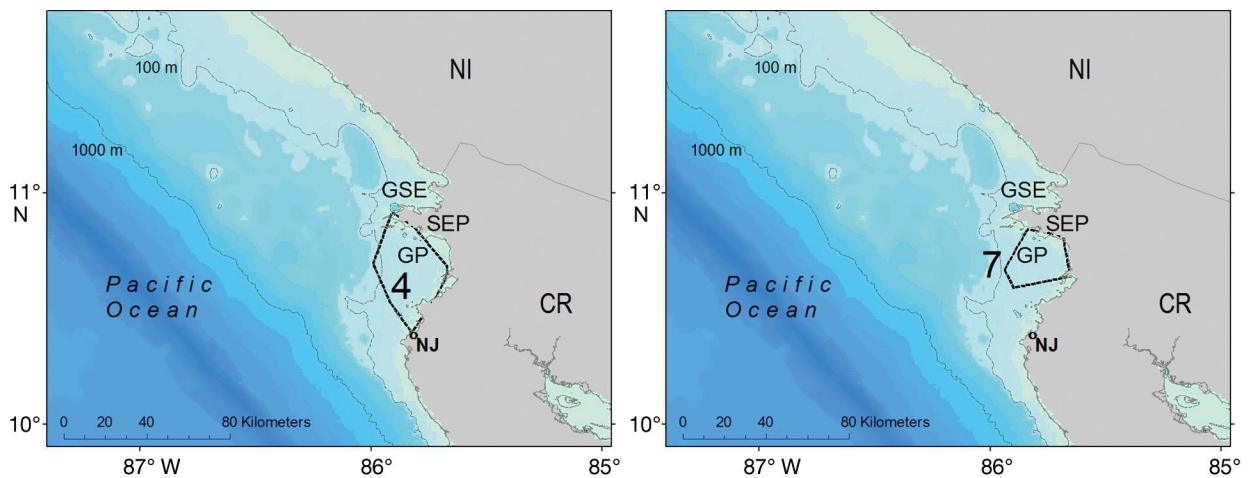 NI
100 m
1000 m
11°
N
GSE
SEP
GP
4
Pacific
Ocean
CR
NJ
10°
0 20 40 80 Kilometers
87° W
86°
85°
NI
100 m
1000 m
GSE
SEP
GP
7
Pacific
Ocean
CR
NJ
11°
N
10°
0 20 40 80 Kilometers
87° W
86°
85°